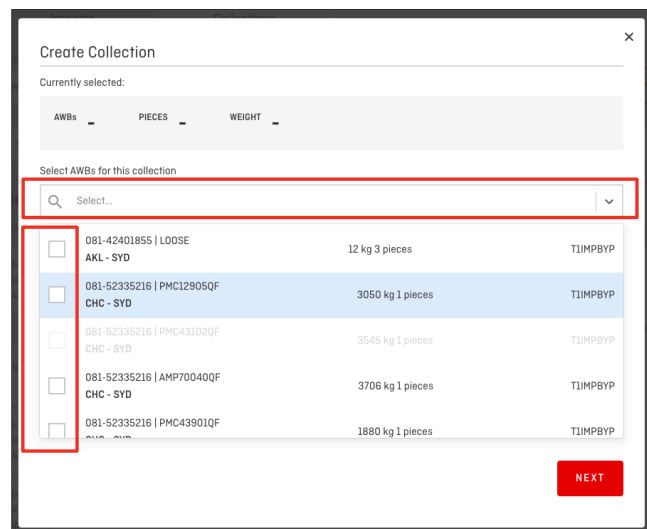 Create Collection
Currently selected:
AWBs - PIECES - WEIGHT -
Select AWBs for this collection
Select...
081-42401855 | LOOSE
12 kg 3 pieces
T1IMPBYP
AKL - SYD
081-52335216 | PMC12905QF
3050 kg 1 pieces
T1IMPBYP
CHC - SYD
081-52335216 | PMC43102QF
3545 kg 1 pieces
T1IMPBYP
CHC - SYD
081-52335216 | AMP70040QF
3706 kg 1 pieces
T1IMPBYP
CHC - SYD
081-52335216 | PMC43901QF
1880 kg 1 pieces
T1IMPBYP
NEXT